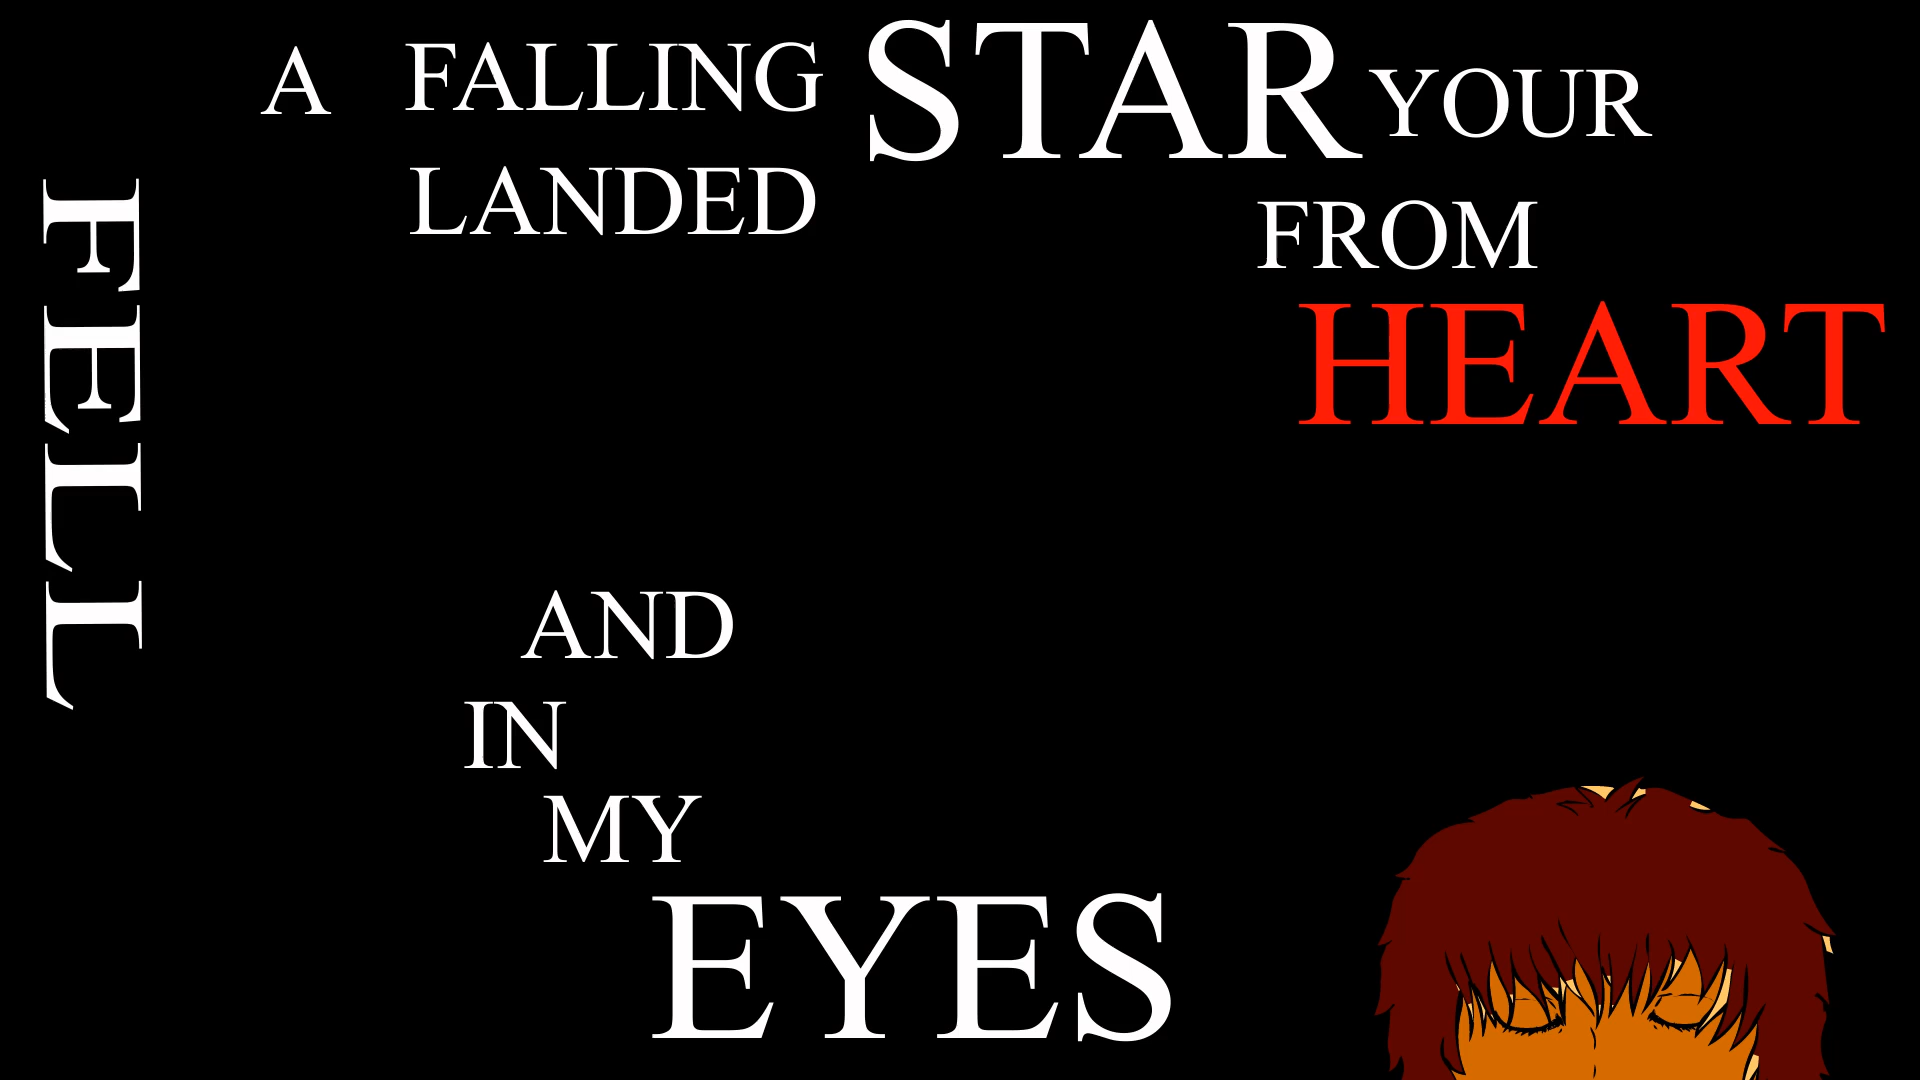 A FALLING STAR YOUR
LANDED
FROM
HEART
FELL
AND
IN
MY
EYES